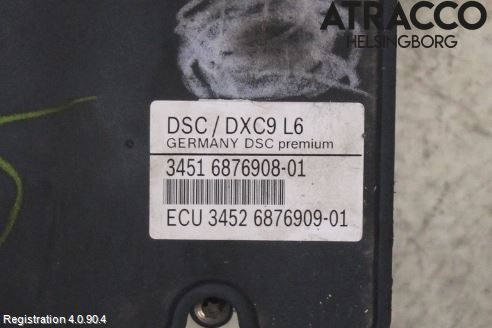 ATRACCO
HELSINGBORG
DSC / DXC9 L6
GERMANY DSC premium
3451 6876908-01
ECU 3452 6876909-01
Registration 4.0.90.4